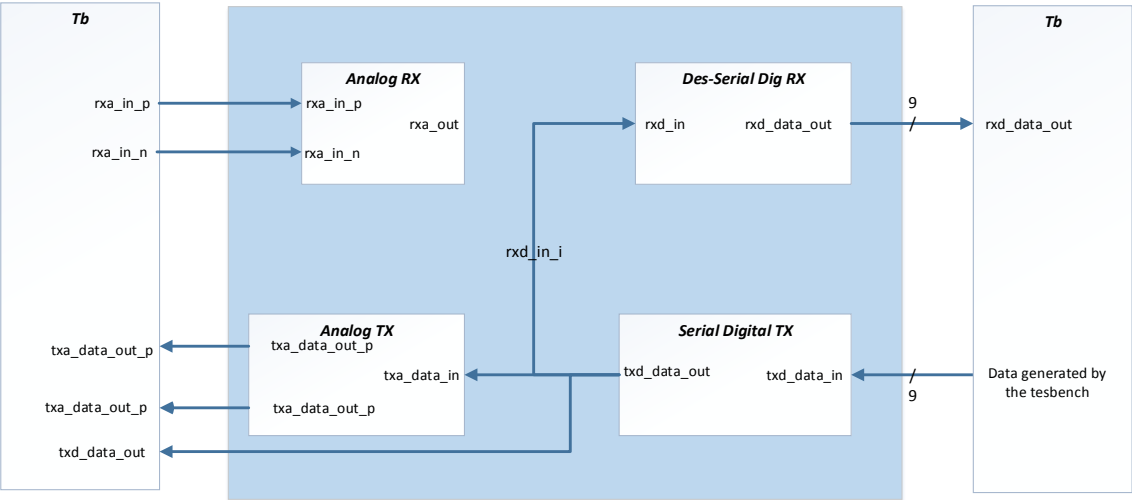 Tb
rxa_in_p
rxa_in_n
txa_data_out_p
txa_data_out_p
txd_data_out
Analog RX
rxa_in_p
rxa_out
rxa_in_n
Des-Serial Dig RX
rxd_in
rxd_data_out
9
/
rxd_in_i
Analog TX
txa_data_out_p
txa_data_in
txa_data_out_p
Serial Digital TX
txd_data_out
txd_data_in
/
9
Tb
rxd_data_out
Data generated by
the tesbench